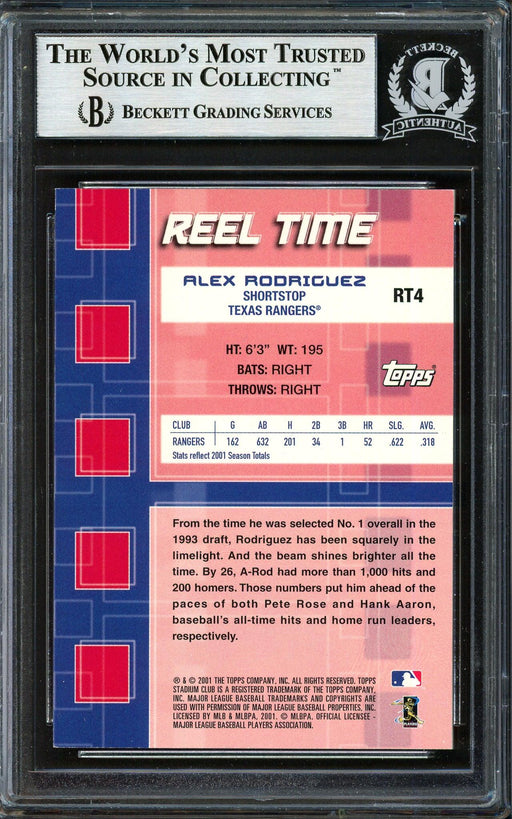 THE WORLD'S MOST TRUSTED
SOURCE IN COLLECTING™
B BECKETT GRADING SERVICES
BECKETT
B
AUTHENTIC
REEL TIME
ALEX RODRIGUEZ
SHORTSTOP
TEXAS RANGERS®
RT4
HT: 6'3" WT: 195
BATS: RIGHT
THROWS: RIGHT
Topps®
CLUB G AB H 2B 3B HR SLG. AVG.
RANGERS 162 632 201 34 1 52 .622 .318
Stats reflect 2001 Season Totals
From the time he was selected No. 1 overall in the
1993 draft, Rodriguez has been squarely in the
limelight. And the beam shines brighter all the
time. By 26, A-Rod had more than 1,000 hits and
200 homers. Those numbers put him ahead of the
paces of both Pete Rose and Hank Aaron,
baseball's all-time hits and home run leaders,
respectively.
® & © 2001 THE TOPPS COMPANY, INC. ALL RIGHTS RESERVED. TOPPS
STADIUM CLUB IS A REGISTERED TRADEMARK OF THE TOPPS COMPANY,
INC. MAJOR LEAGUE BASEBALL TRADEMARKS AND COPYRIGHTS ARE
USED WITH PERMISSION OF MAJOR LEAGUE BASEBALL PROPERTIES, INC.
LICENSED BY MLB & MLBPA, 2001. © MLBPA, OFFICIAL LICENSEE -
MAJOR LEAGUE BASEBALL PLAYERS ASSOCIATION.